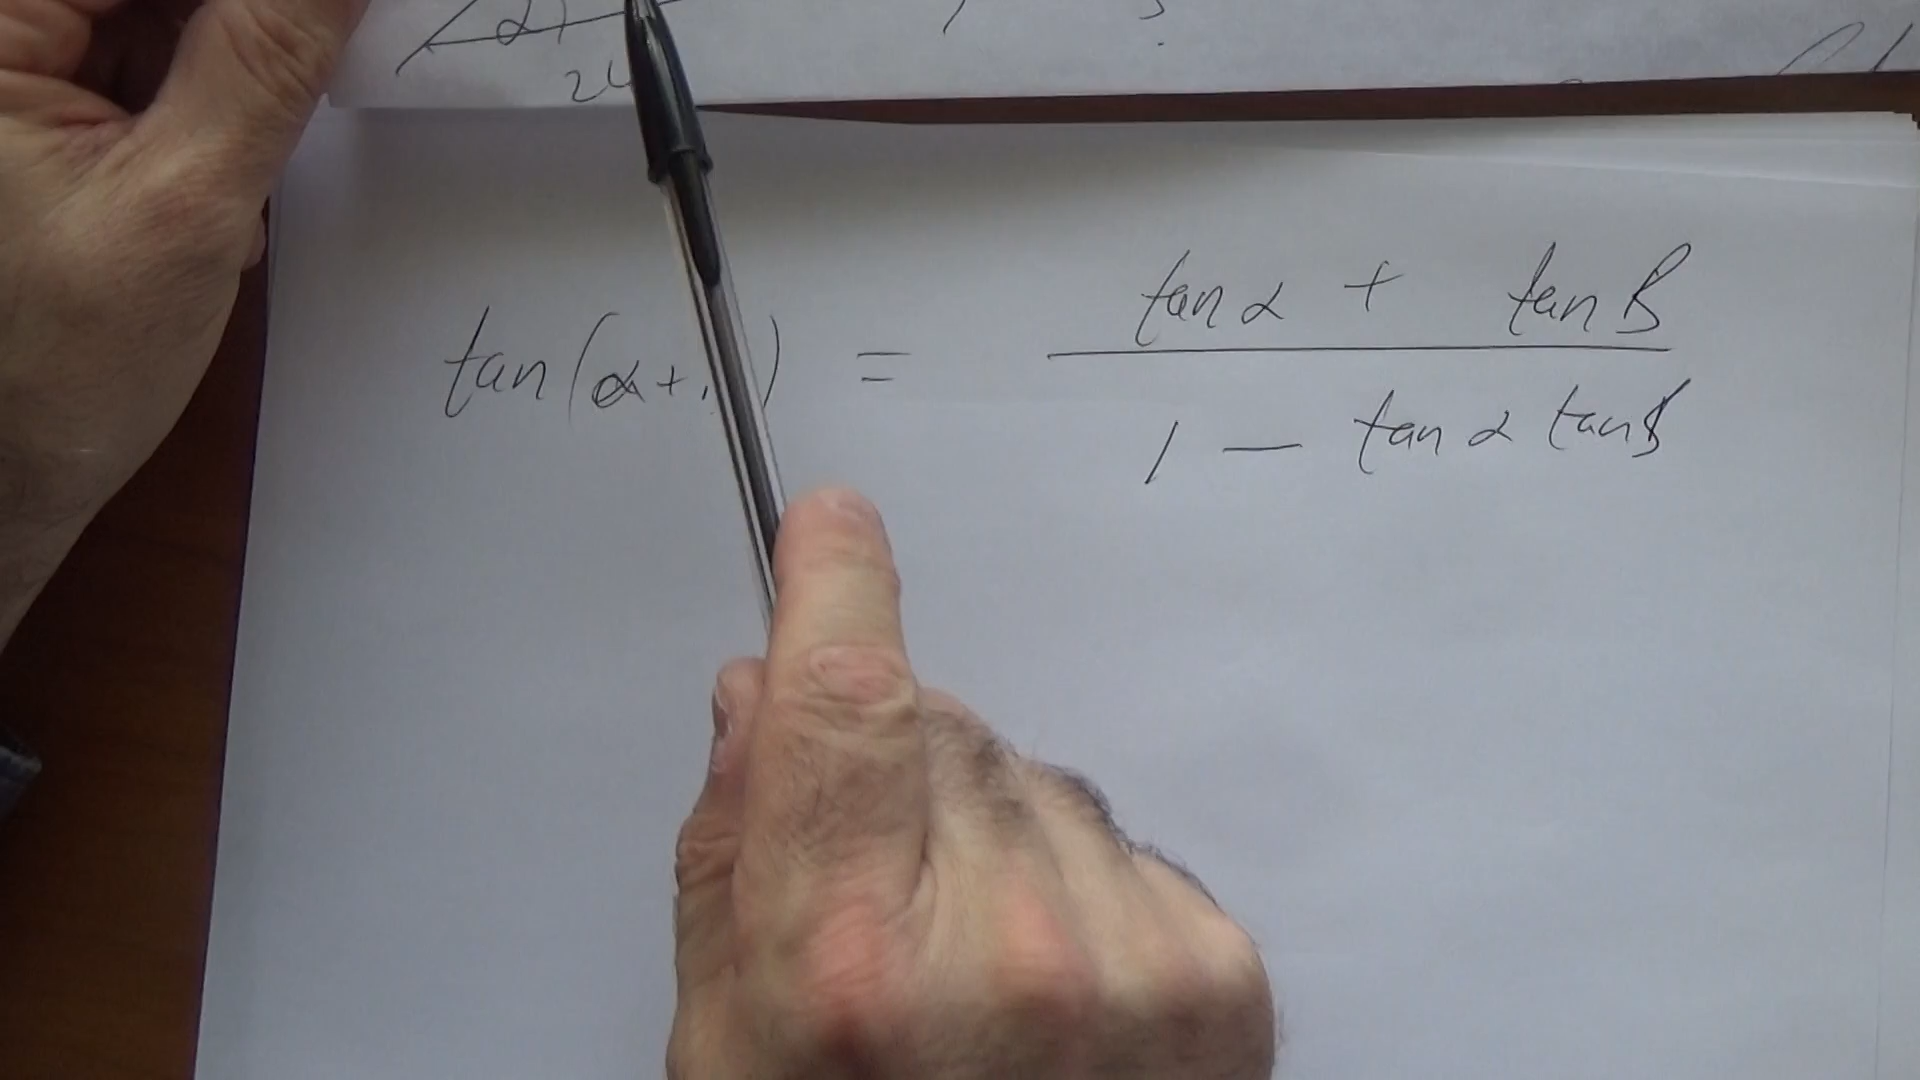 α
tan(α+ ) = tan α + tan β
1 − tan α tan β